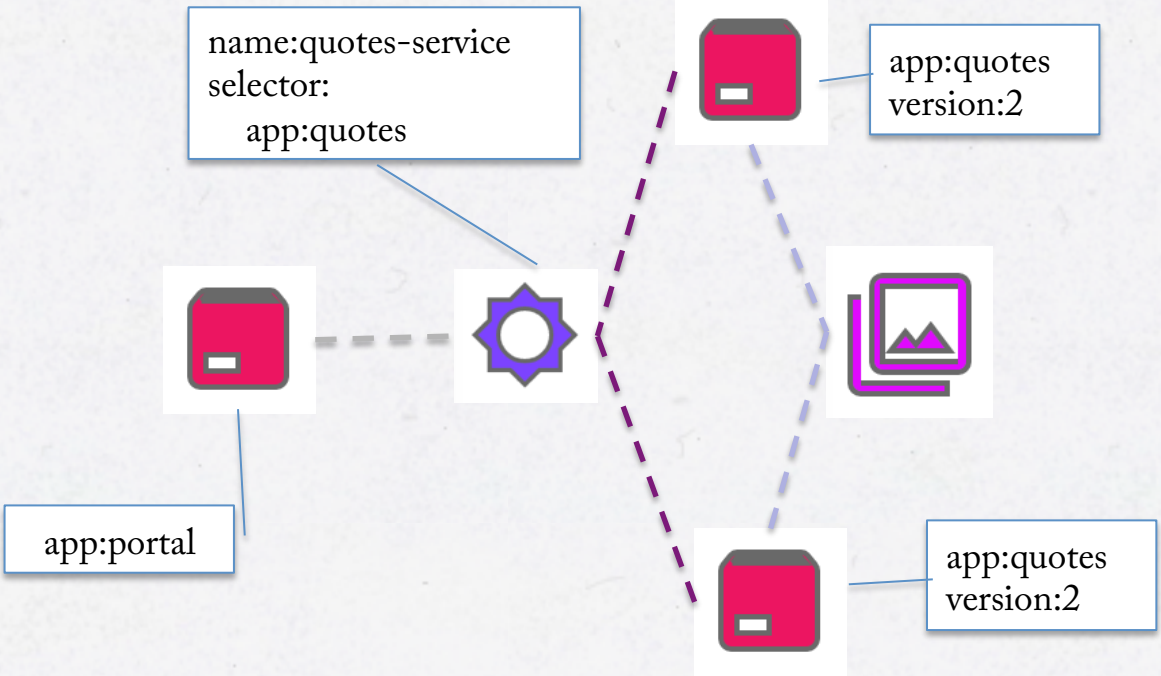 name:quotes-service
selector:
app:quotes
app:quotes
version:2
app:portal
app:quotes
version:2